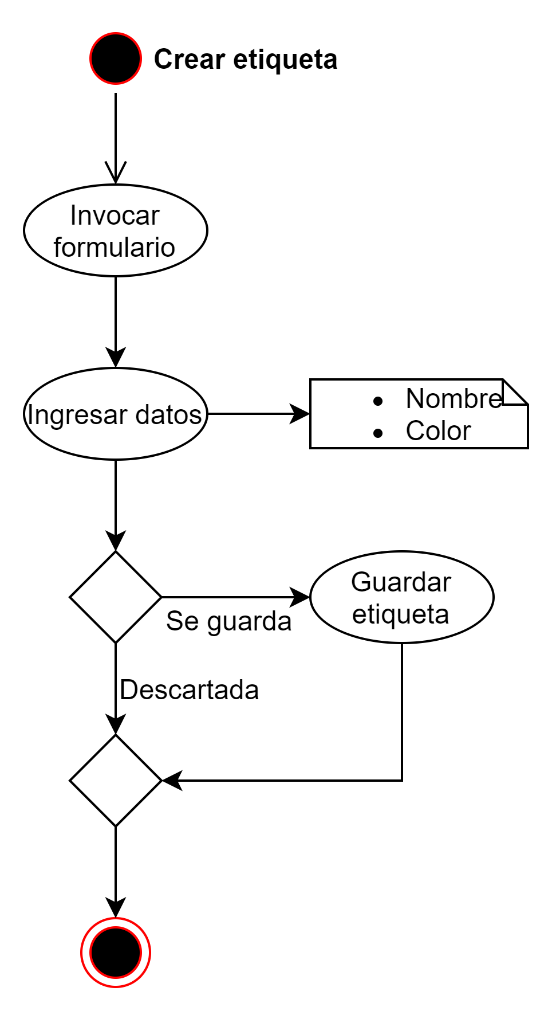 Crear etiqueta
Invocar
formulario
Ingresar datos
• Nombre
• Color
Se guarda
Guardar
etiqueta
Descartada